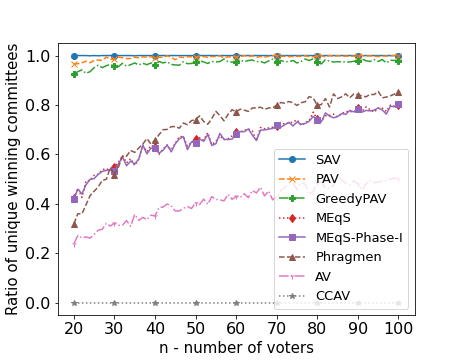 Ratio of unique winning committees
1.0
0.8
0.6
0.4
0.2
0.0
SAV
PAV
GreedyPAV
MEqS
MEqS-Phase-I
Phragmen
AV
CCAV
20 30 40 50 60 70 80 90 100
n - number of voters